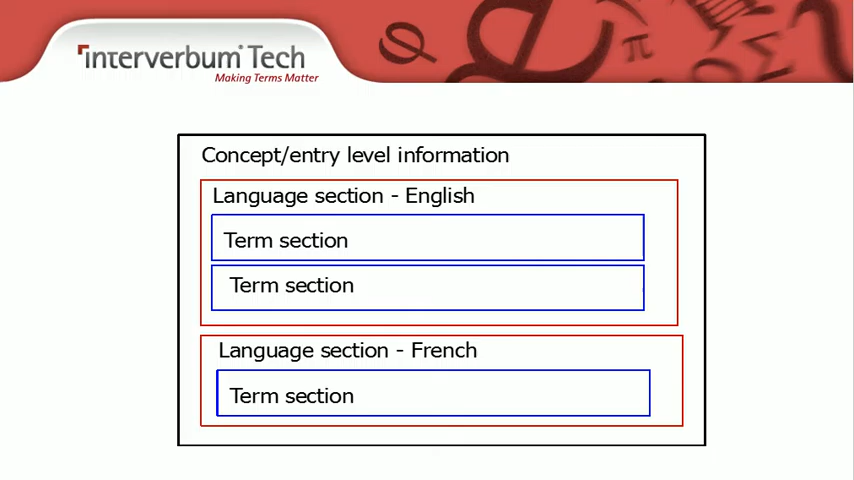 interverbum Tech
Making Terms Matter
Concept/entry level information
Language section - English
Term section
Term section
Language section - French
Term section